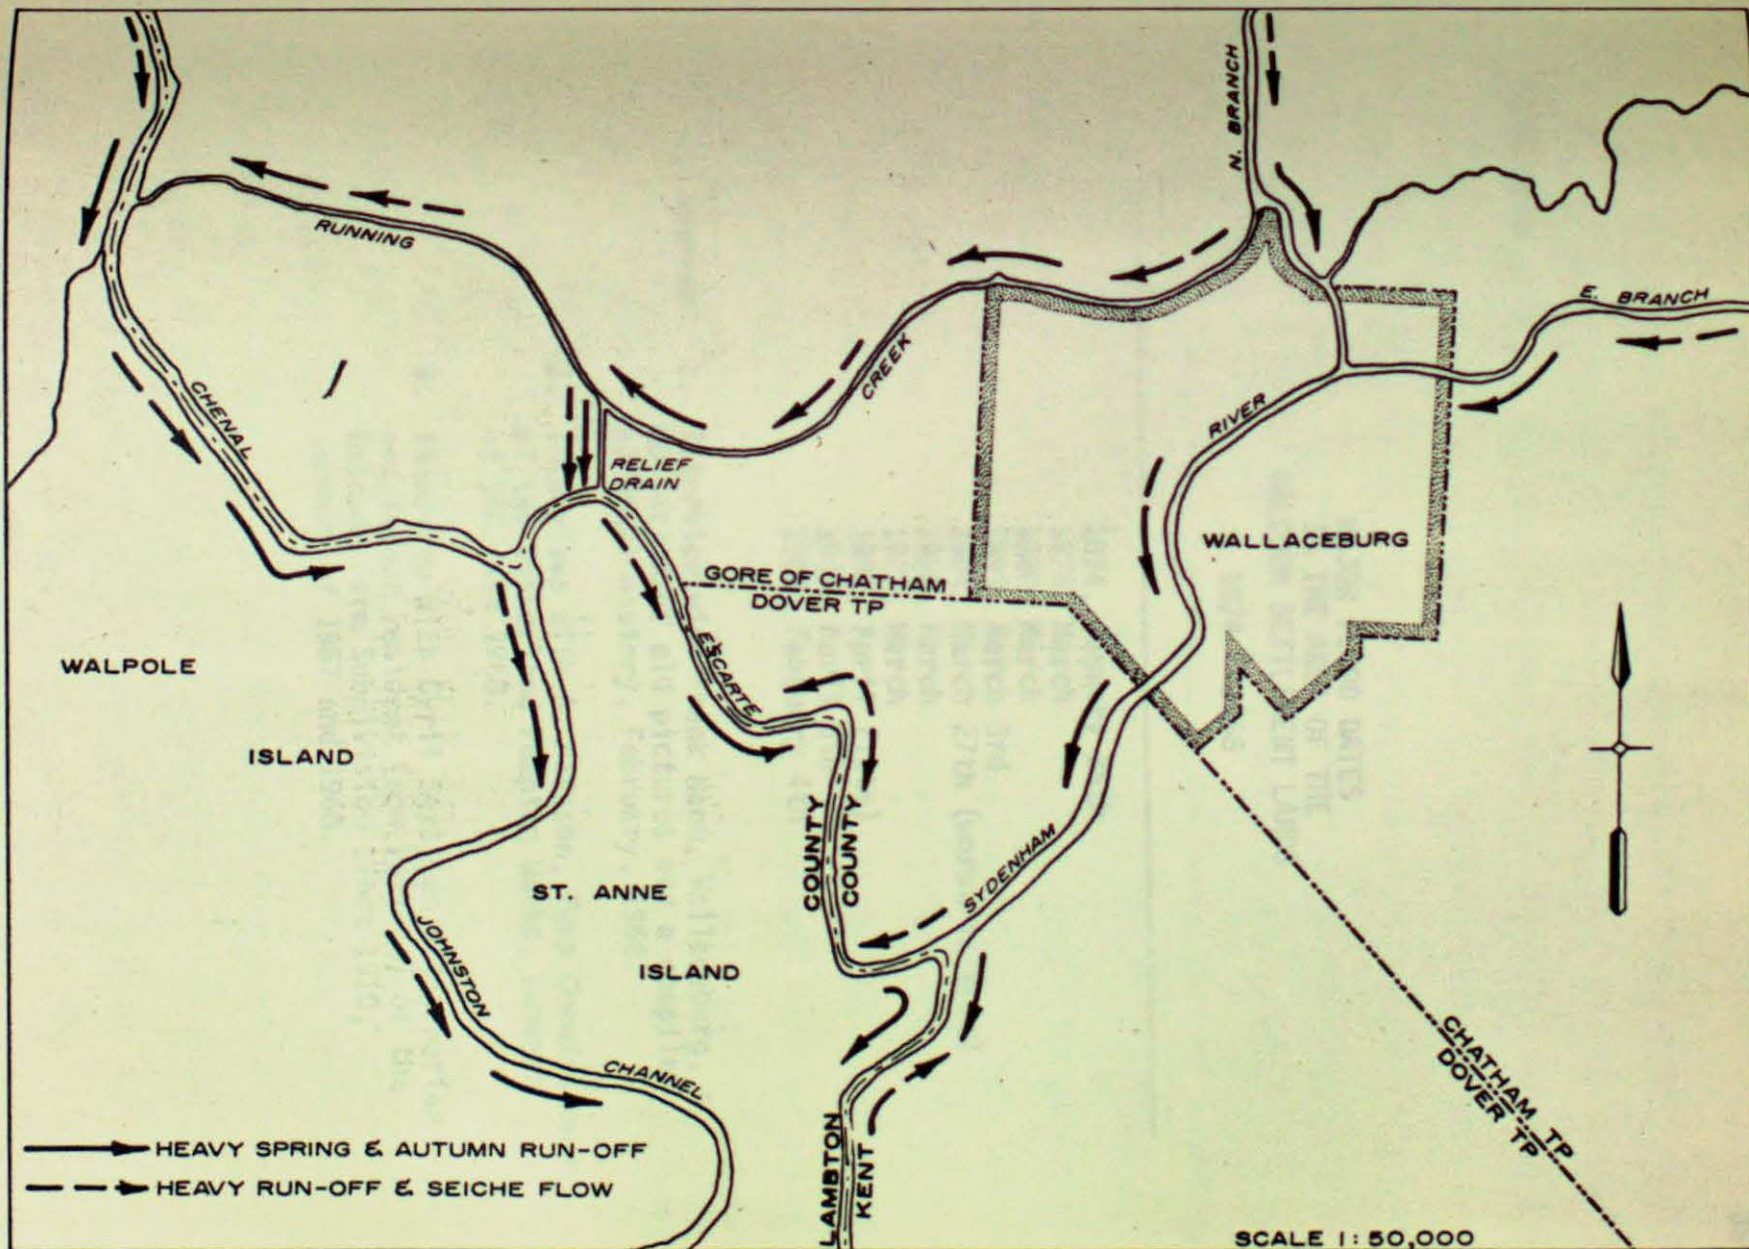 N. BRANCH
RUNNING
CREEK
E. BRANCH
CHENAL
RIVER
RELIEF
DRAIN
WALLACEBURG
GORE OF CHATHAM
DOVER TP
WALPOLE
ISLAND
ESCARTE
COUNTY
COUNTY
SYDENHAM
ST. ANNE
ISLAND
JOHNSTON
CHANNEL
CHATHAM TP
DOVER TP
LAMBTON
KENT
HEAVY SPRING & AUTUMN RUN-OFF
HEAVY RUN-OFF & SEICHE FLOW
SCALE 1:50,000